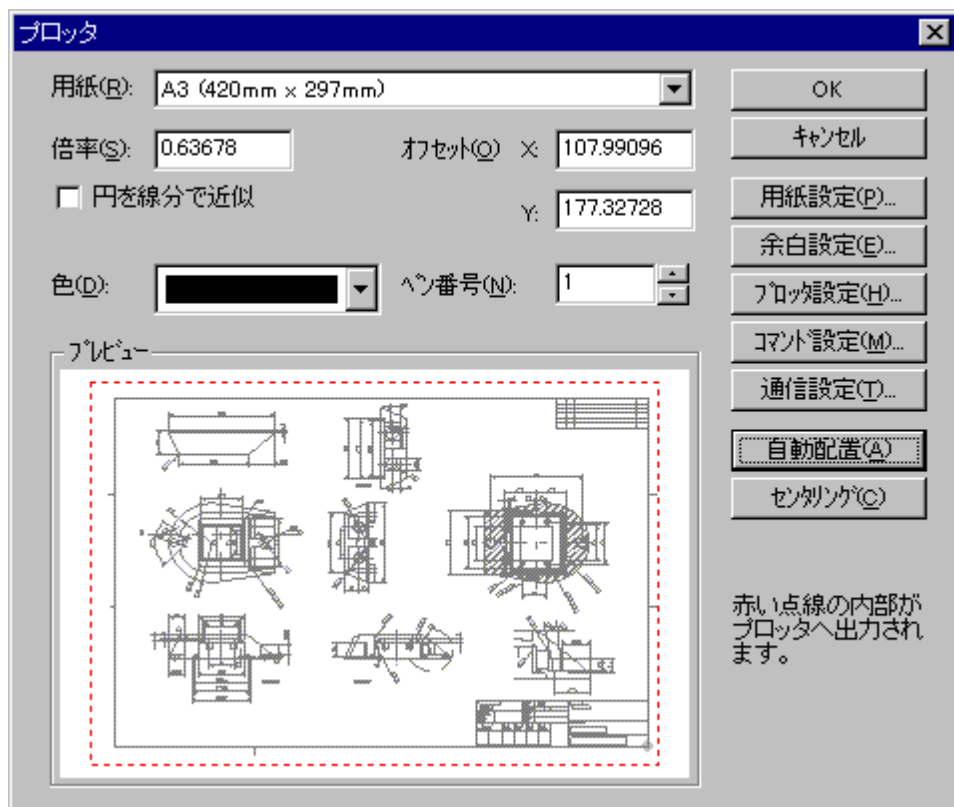 プロッタ
用紙(R): A3 (420mm × 297mm)
倍率(S): 0.63678
オフセット(O) X: 107.99096
円を線分で近似
Y: 177.32728
色(D):
ペン番号(N): 1
プレビュー
OK
キャンセル
用紙設定(P)...
余白設定(E)...
プロッタ設定(H)...
コマンド設定(M)...
通信設定(T)...
自動配置(A)
センタリング(C)
赤い点線の内部が
プロッタへ出力され
ます。